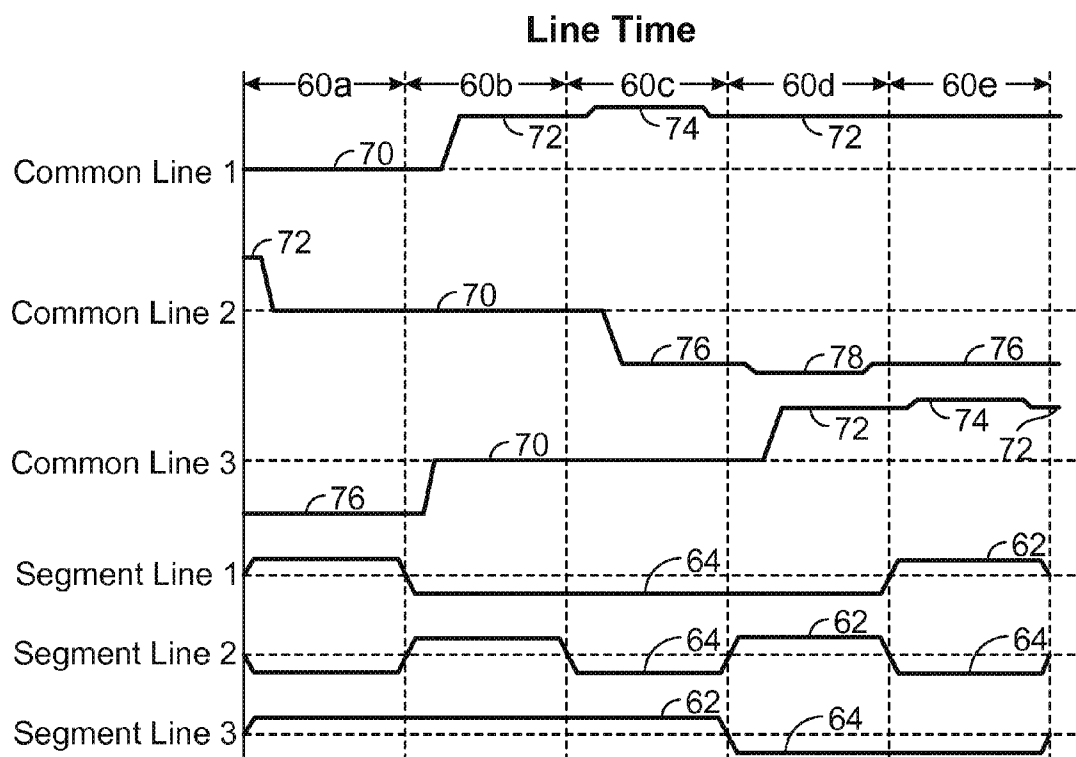 Line Time
60a 60b 60c 60d 60e
72 74 72
70
Common Line 1
72
70
Common Line 2
76 78 76
72 74
70 72
Common Line 3
76
62
Segment Line 1
64
62
Segment Line 2 64 64
62
Segment Line 3 64